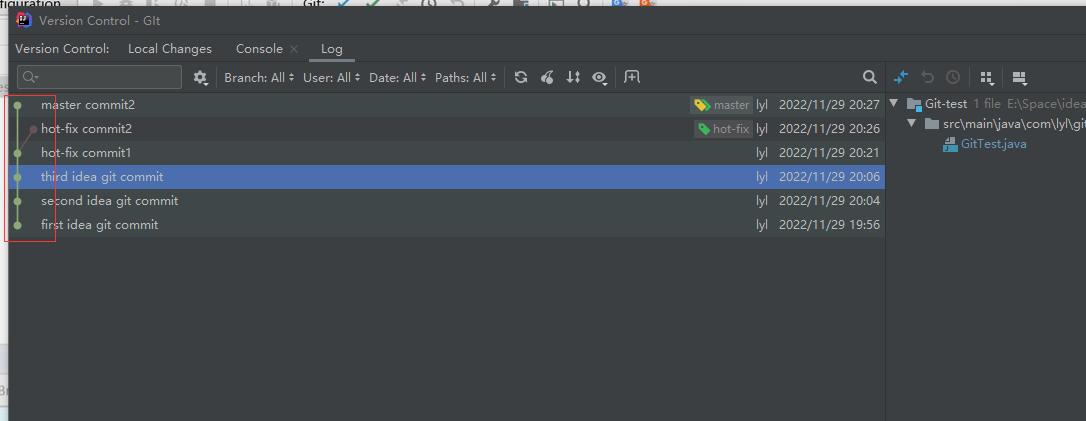 figuration
Git:
Version Control - GIt
Version Control: Local Changes Console × Log
Branch: All User: All Date: All Paths: All
master commit2 master lyl 2022/11/29 20:27
hot-fix commit2 hot-fix lyl 2022/11/29 20:26
hot-fix commit1 lyl 2022/11/29 20:21
third idea git commit lyl 2022/11/29 20:06
second idea git commit lyl 2022/11/29 20:04
first idea git commit lyl 2022/11/29 19:56
Git-test 1 file E:\Space\idea
src\main\java\com\lyl\git
GitTest.java